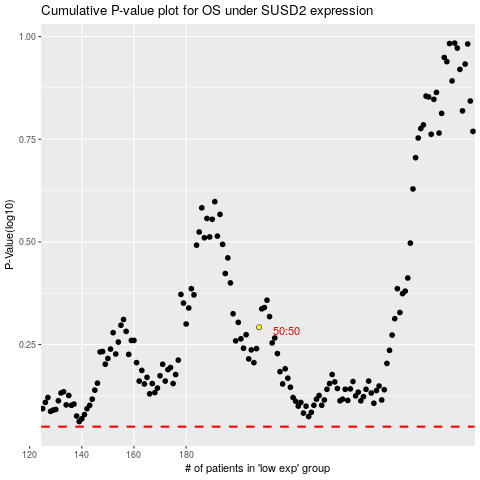 Cumulative P-value plot for OS under SUSD2 expression
1.00
0.75
0.50
0.25
P-Value(log10)
50:50
120 140 160 180
# of patients in 'low exp' group